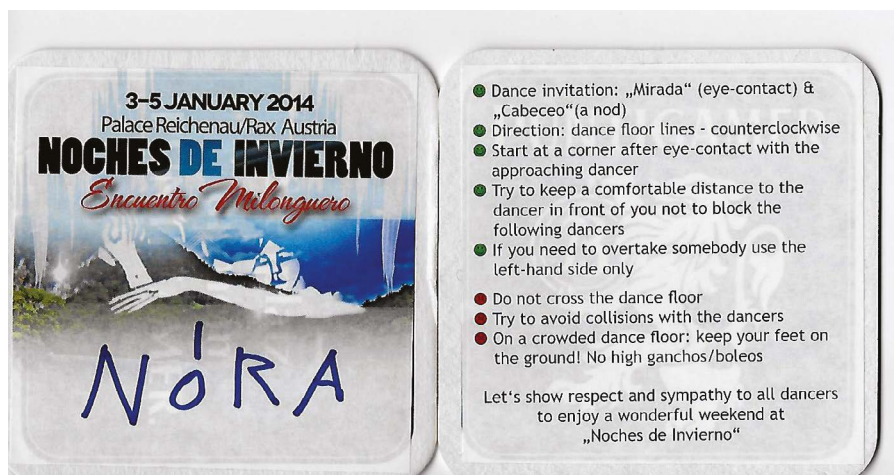 3-5 JANUARY 2014
Palace Reichenau/Rax Austria
NOCHES DE INVIERNO
Encuentro Milonguero
NÓRA
Dance invitation: „Mirada“ (eye-contact) &
„Cabeceo“(a nod)
Direction: dance floor lines - counterclockwise
Start at a corner after eye-contact with the
approaching dancer
Try to keep a comfortable distance to the
dancer in front of you not to block the
following dancers
If you need to overtake somebody use the
left-hand side only
Do not cross the dance floor
Try to avoid collisions with the dancers
On a crowded dance floor: keep your feet on
the ground! No high ganchos/boleos
Let's show respect and sympathy to all dancers
to enjoy a wonderful weekend at
„Noches de Invierno“